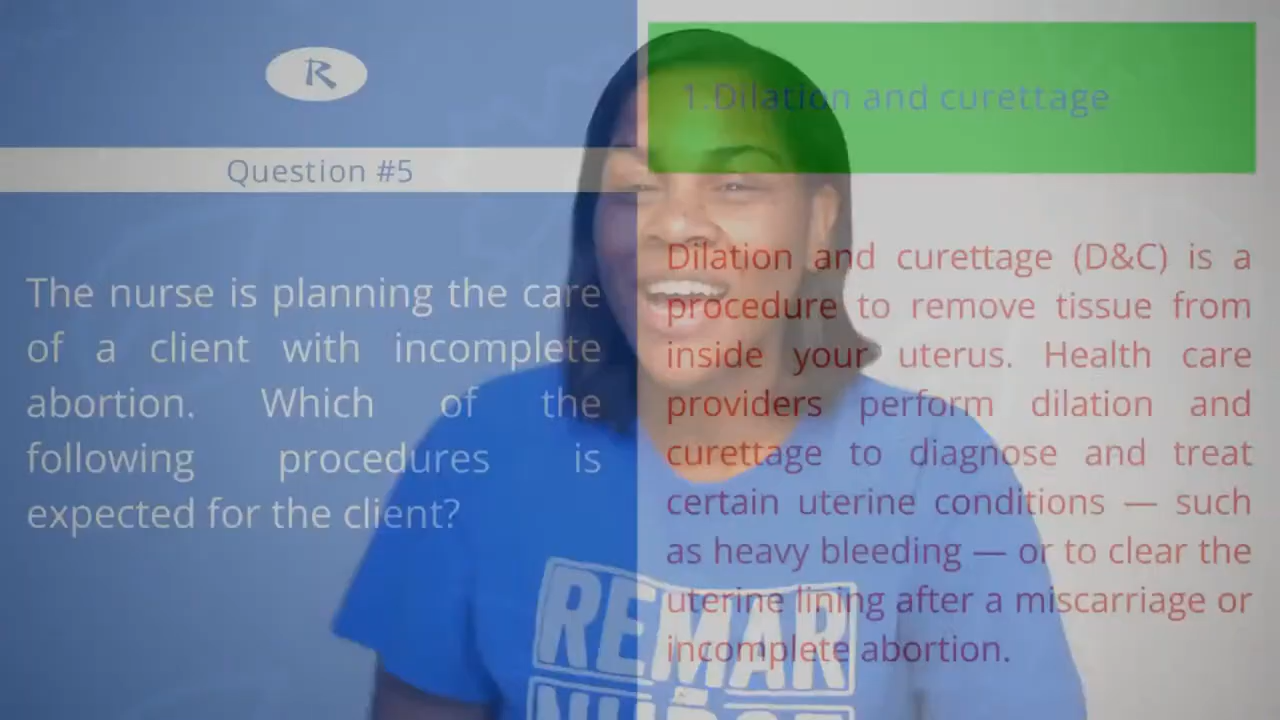 R
Question #5
The nurse is planning the care
of a client with incomplete
abortion. Which of the
following procedures is
expected for the client?
1.Dilation and curettage
Dilation and curettage (D&C) is a
procedure to remove tissue from
inside your uterus. Health care
providers perform dilation and
curettage to diagnose and treat
certain uterine conditions — such
as heavy bleeding — or to clear the
uterine lining after a miscarriage or
incomplete abortion.
REMAR
NURSE